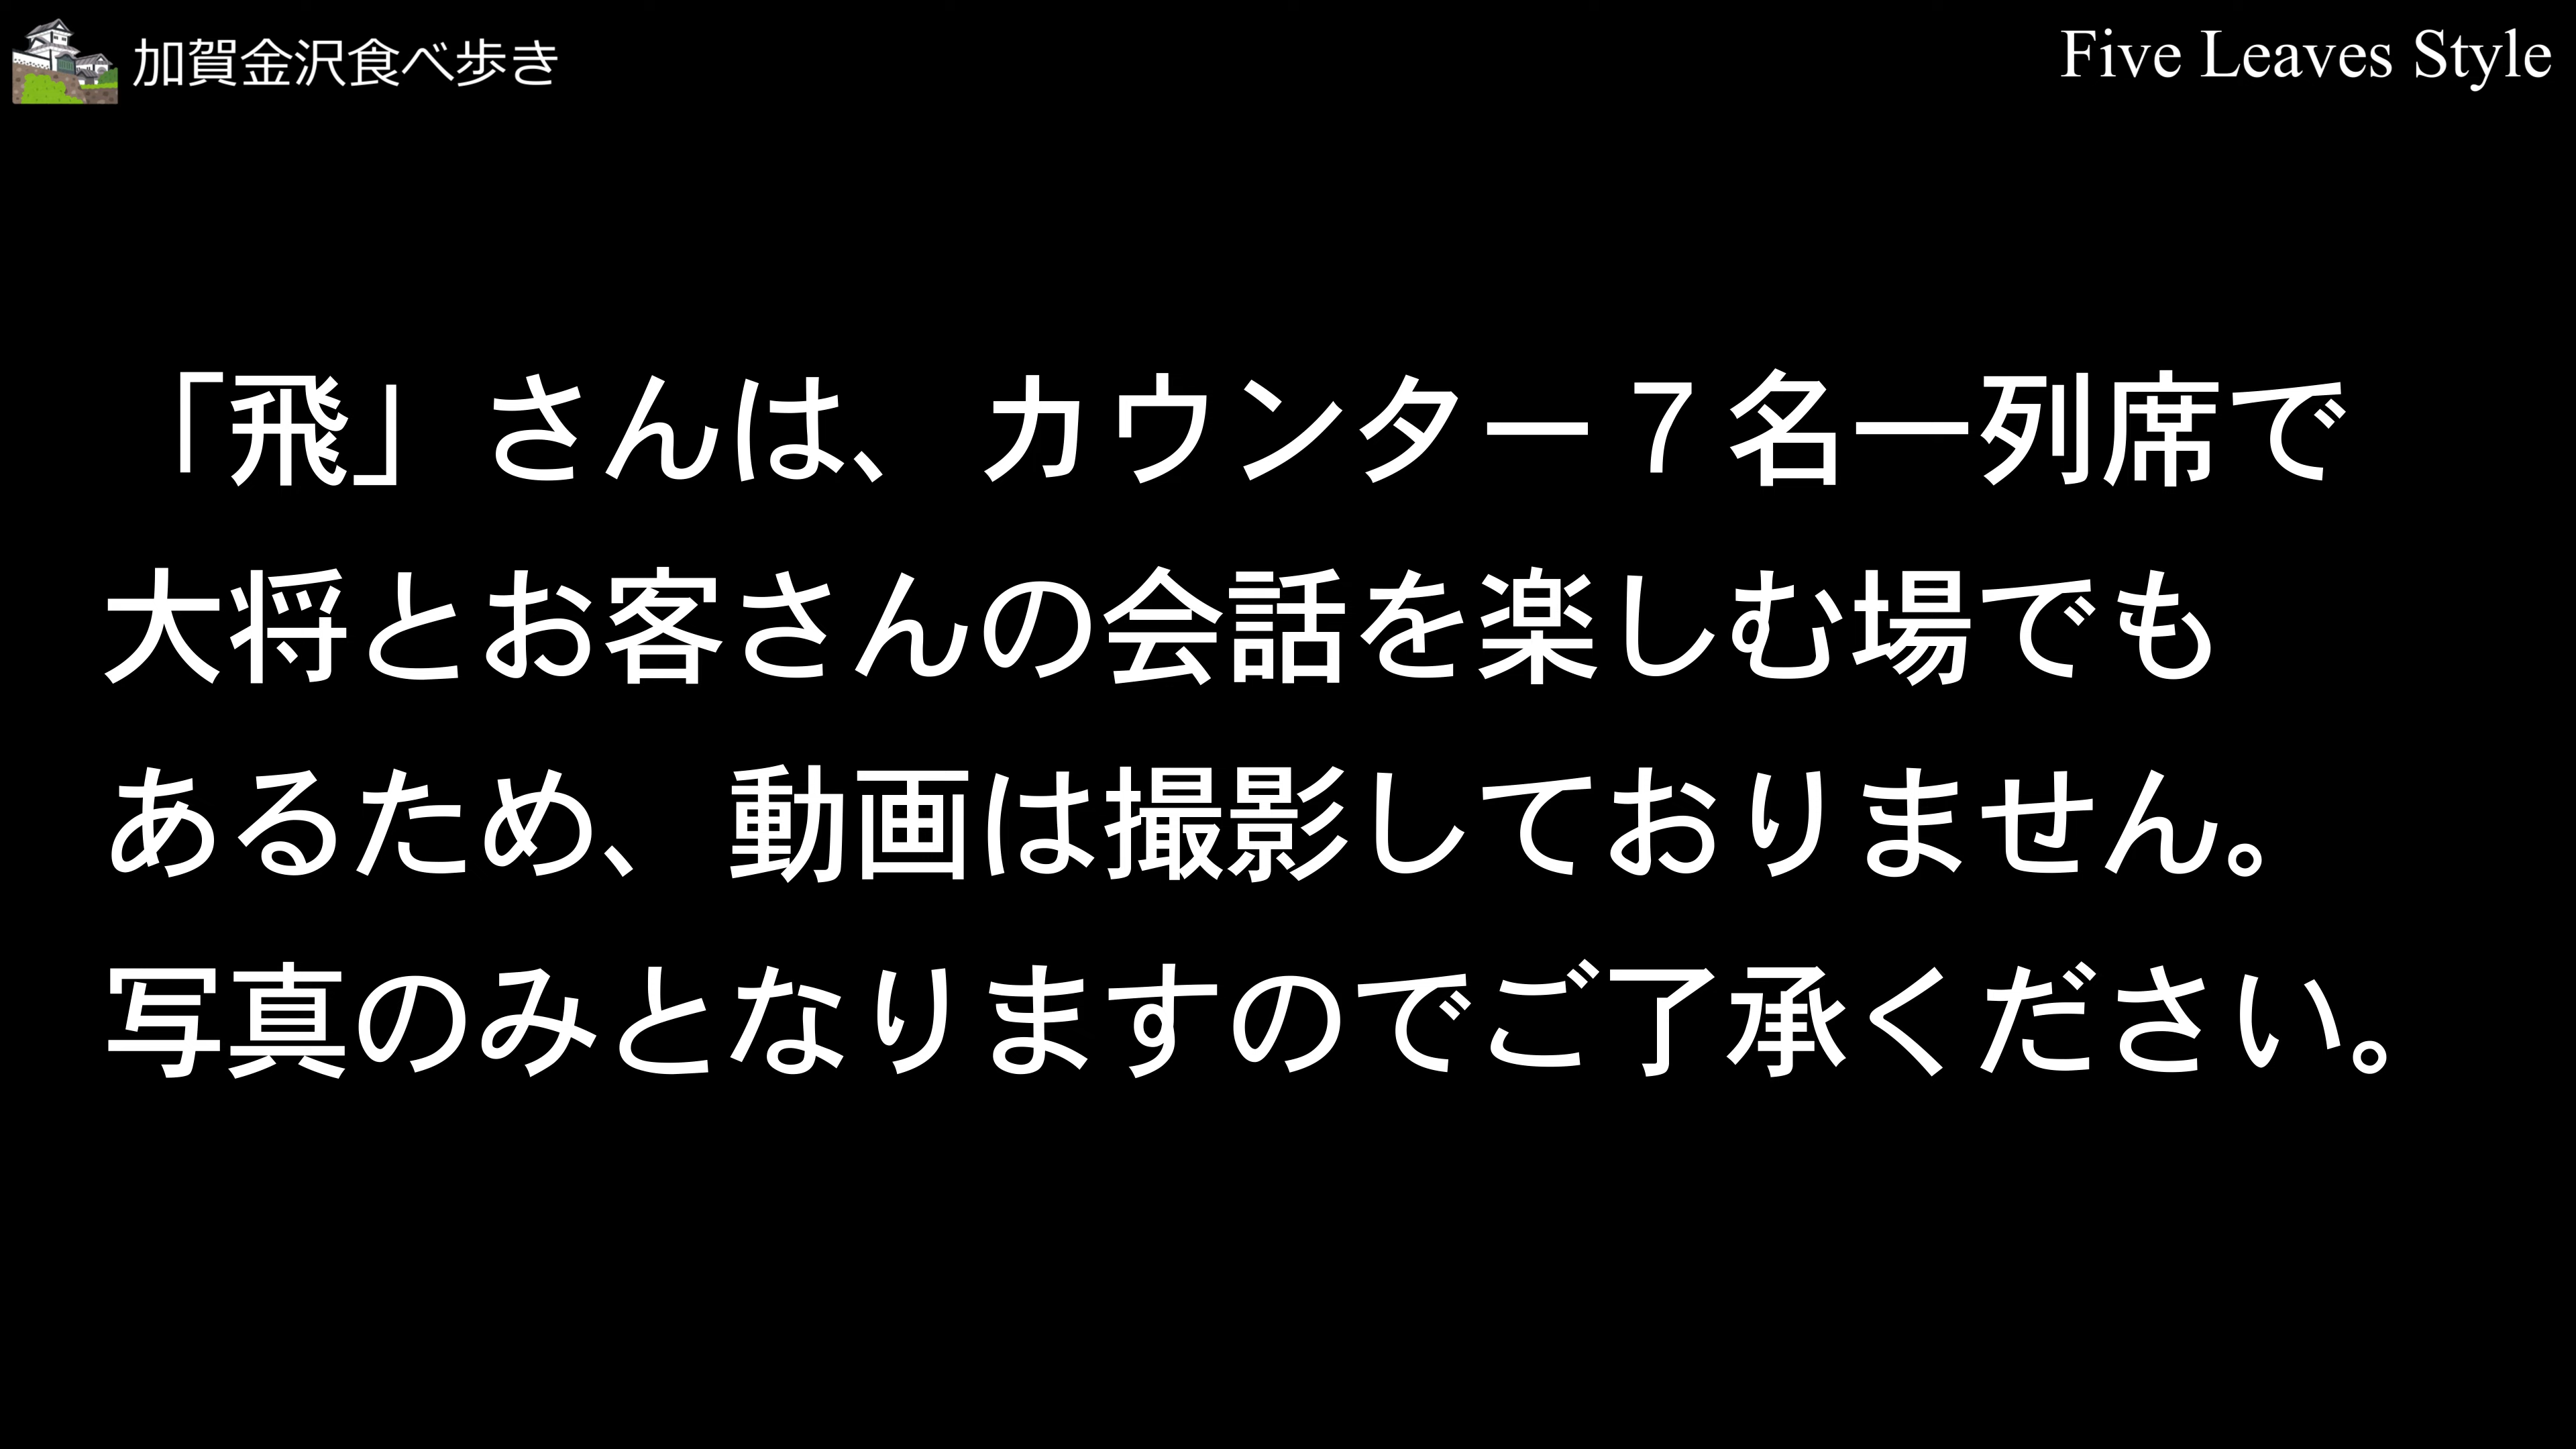 加賀金沢食べ歩き
Five Leaves Style
「飛」さんは、カウンター７名一列席で
大将とお客さんの会話を楽しむ場でも
あるため、動画は撮影しておりません。
写真のみとなりますのでご了承ください。